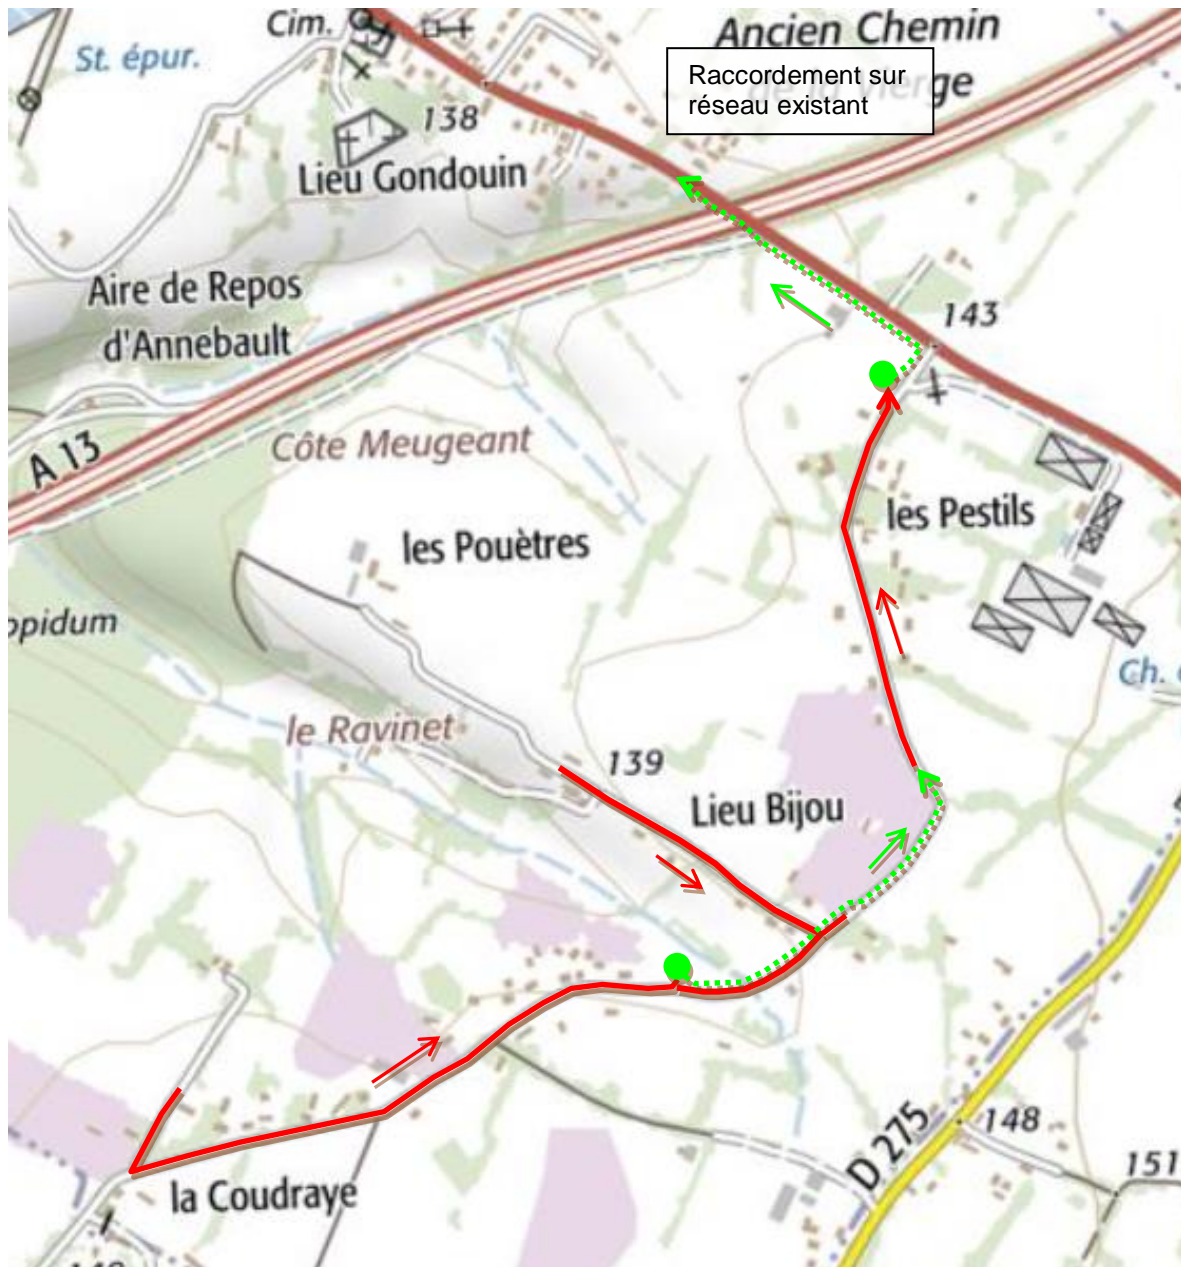 Cim.
Ancien Chemin
St. épur.
Raccordement sur
réseau existant
138
Lieu Gondouin
Aire de Repos
d'Annebault
143
A 13
Côte Meugeant
les Pestils
les Pouètres
Ch.
le Ravinet
139
Lieu Bijou
D 275
148
151
la Coudraye